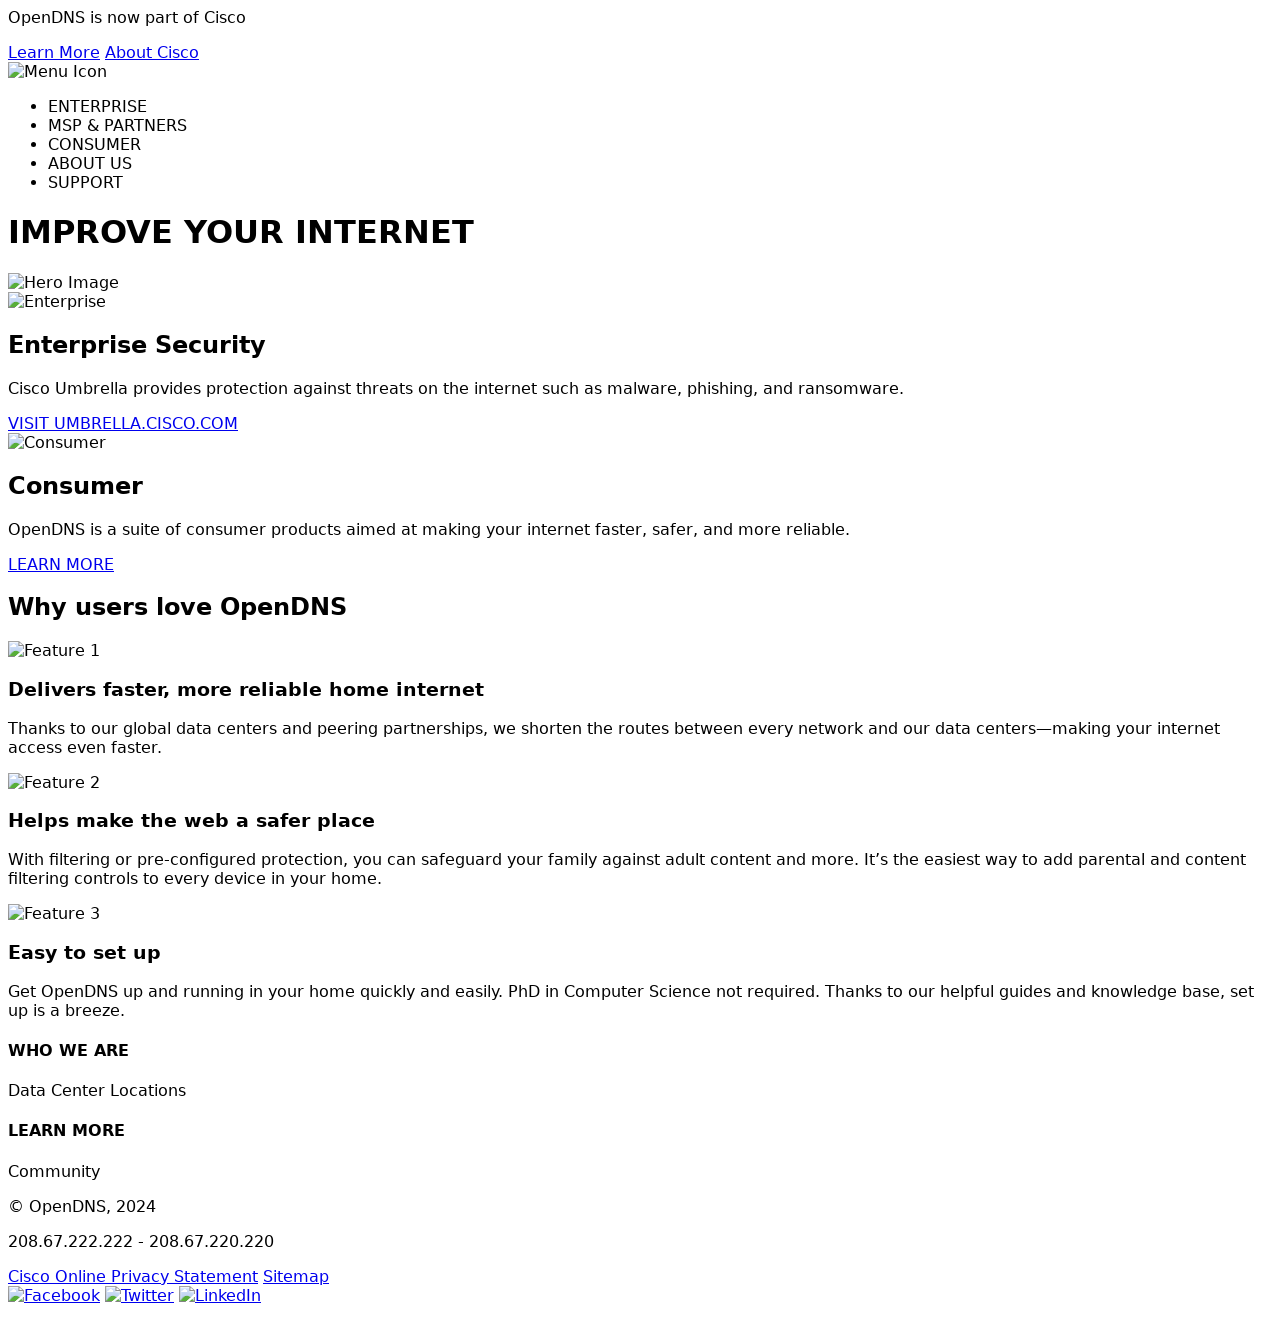 OpenDNS is now part of Cisco
Learn More About Cisco
Menu Icon
• ENTERPRISE
• MSP & PARTNERS
• CONSUMER
• ABOUT US
• SUPPORT
IMPROVE YOUR INTERNET
Hero Image
Enterprise
Enterprise Security
Cisco Umbrella provides protection against threats on the internet such as malware, phishing, and ransomware.
VISIT UMBRELLA.CISCO.COM
Consumer
Consumer
OpenDNS is a suite of consumer products aimed at making your internet faster, safer, and more reliable.
LEARN MORE
Why users love OpenDNS
Feature 1
Delivers faster, more reliable home internet
Thanks to our global data centers and peering partnerships, we shorten the routes between every network and our data centers—making your internet
access even faster.
Feature 2
Helps make the web a safer place
With filtering or pre-configured protection, you can safeguard your family against adult content and more. It’s the easiest way to add parental and content
filtering controls to every device in your home.
Feature 3
Easy to set up
Get OpenDNS up and running in your home quickly and easily. PhD in Computer Science not required. Thanks to our helpful guides and knowledge base, set
up is a breeze.
WHO WE ARE
Data Center Locations
LEARN MORE
Community
© OpenDNS, 2024
208.67.222.222 - 208.67.220.220
Cisco Online Privacy Statement Sitemap
Facebook Twitter LinkedIn